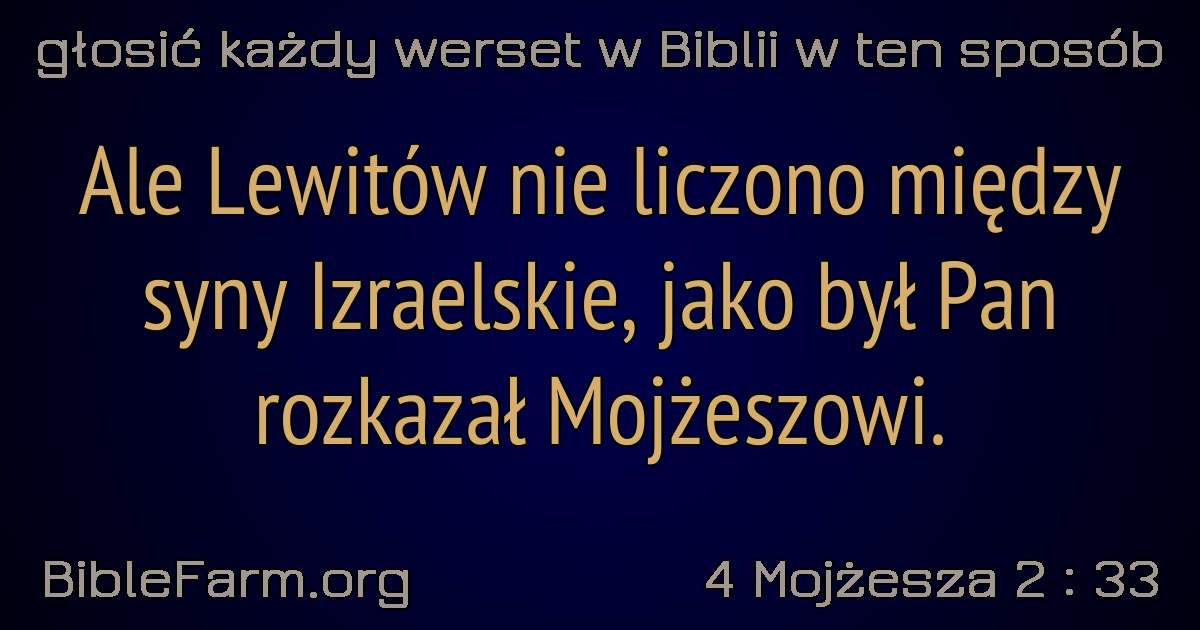 głosić każdy werset w Biblii w ten sposób
Ale Lewitów nie liczono między
syny Izraelskie, jako był Pan
rozkazał Mojżeszowi.
BibleFarm.org
4 Mojżesza 2 : 33